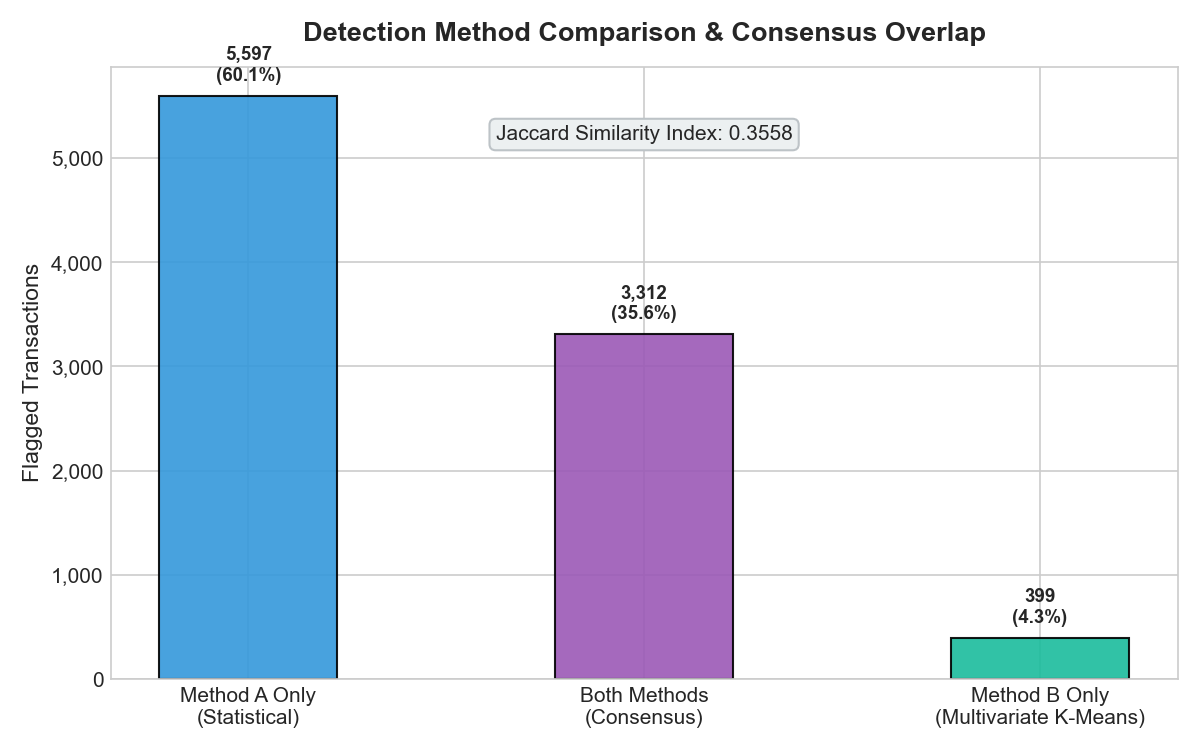 Detection Method Comparison & Consensus Overlap
5,597
(60.1%)
Jaccard Similarity Index: 0.3558
3,312
(35.6%)
399
(4.3%)
Flagged Transactions
5,000
4,000
3,000
2,000
1,000
0
Method A Only
(Statistical)
Both Methods
(Consensus)
Method B Only
(Multivariate K-Means)